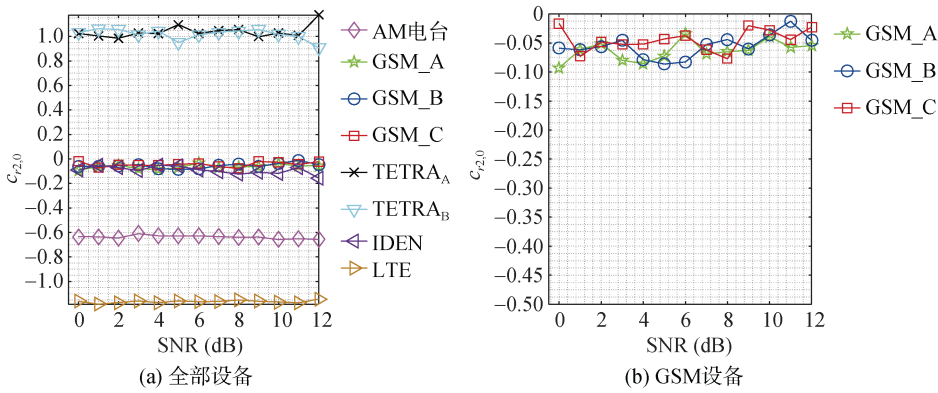 1.0
0.8
0.6
0.4
0.2
0
−0.2
−0.4
−0.6
−0.8
−1.0
c_{r2,0}
0 2 4 6 8 10 12
SNR (dB)
AM电台
GSM_A
GSM_B
GSM_C
TETRA_A
TETRA_B
IDEN
LTE
(a) 全部设备
−0
−0.05
−0.10
−0.15
−0.20
−0.25
−0.30
−0.35
−0.40
−0.45
−0.50
c_{r2,0}
0 2 4 6 8 10 12
SNR (dB)
GSM_A
GSM_B
GSM_C
(b) GSM设备